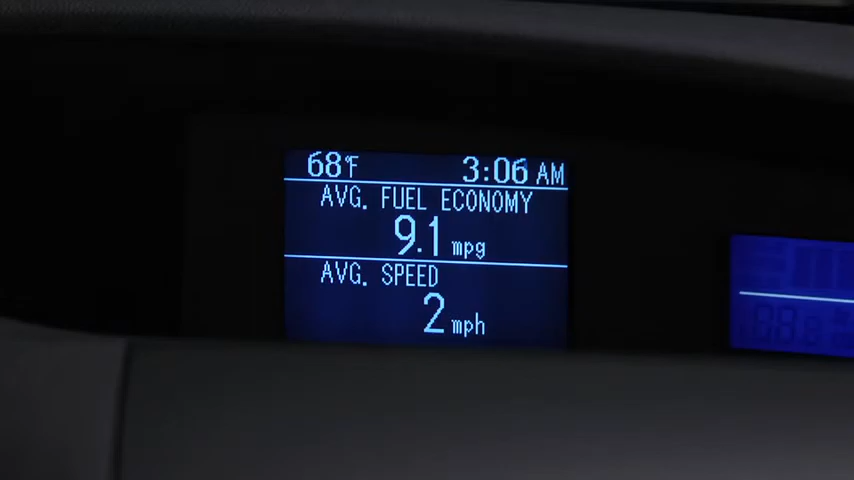 68°F 3:06 AM
AVG. FUEL ECONOMY
9.1 mpg
AVG. SPEED
2 mph